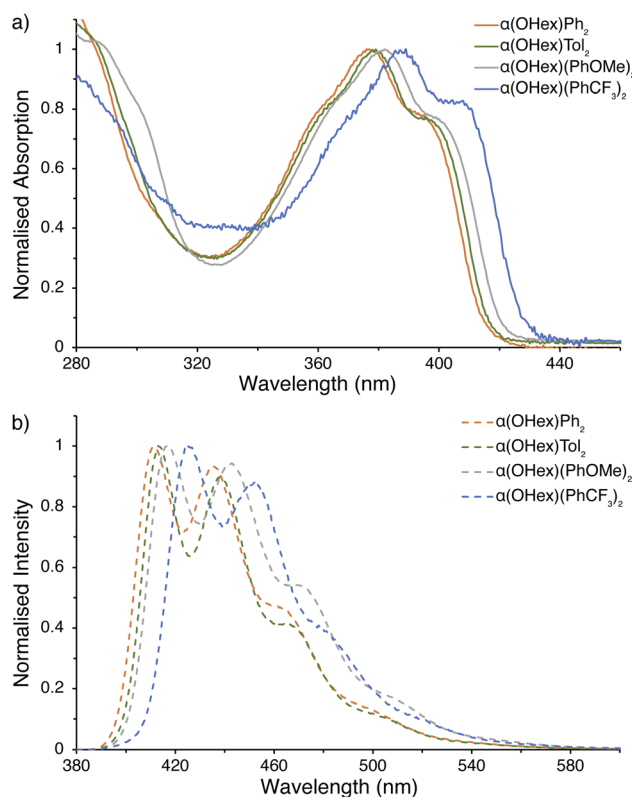 a)
α(OHex)Ph₂
α(OHex)Tol₂
α(OHex)(PhOMe)₂
α(OHex)(PhCF₃)₂
Normalised Absorption
1
0.8
0.6
0.4
0.2
0
280 320 360 400 440
Wavelength (nm)
b)
α(OHex)Ph₂
α(OHex)Tol₂
α(OHex)(PhOMe)₂
α(OHex)(PhCF₃)₂
Normalised Intensity
1
0.8
0.6
0.4
0.2
0
380 420 460 500 540 580
Wavelength (nm)